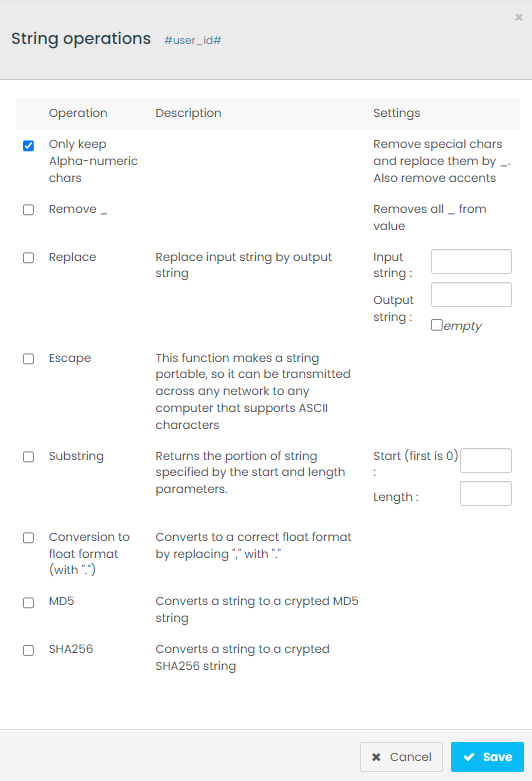 ×
String operations #user_id#
Operation Description Settings
Only keep Alpha-numeric chars
Remove special chars and replace them by _. Also remove accents
Remove _
Removes all _ from value
Replace
Replace input string by output string
Input string :
Output string :
empty
Escape
This function makes a string portable, so it can be transmitted across any network to any computer that supports ASCII characters
Substring
Returns the portion of string specified by the start and length parameters.
Start (first is 0) :
Length :
Conversion to float format (with ".")
Converts to a correct float format by replacing "," with "."
MD5
Converts a string to a crypted MD5 string
SHA256
Converts a string to a crypted SHA256 string
Cancel
Save